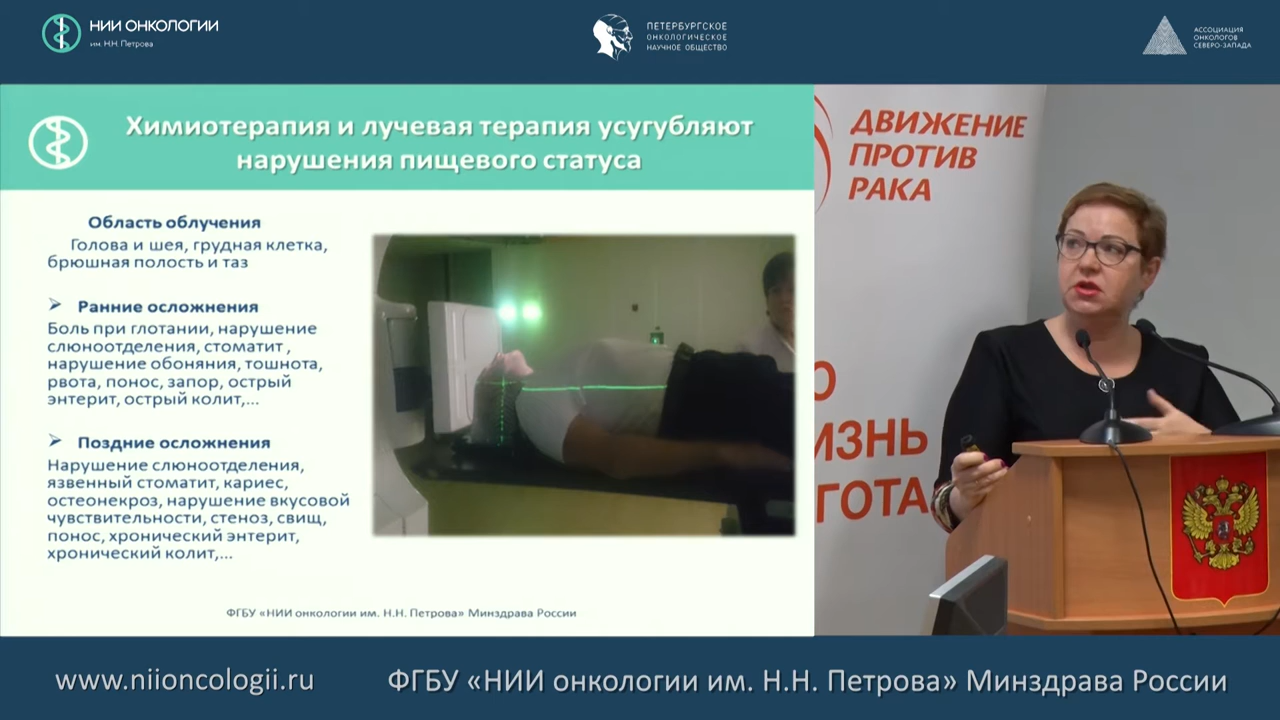 НИИ ОНКОЛОГИИ
им. Н.Н. Петрова
ПЕТЕРБУРГСКОЕ
ОНКОЛОГИЧЕСКОЕ
НАУЧНОЕ ОБЩЕСТВО
АССОЦИАЦИЯ
ОНКОЛОГОВ
СЕВЕРО-ЗАПАДА
Химиотерапия и лучевая терапия усугубляют
нарушения пищевого статуса
Область облучения
Голова и шея, грудная клетка,
брюшная полость и таз
Ранние осложнения
Боль при глотании, нарушение
слюноотделения, стоматит ,
нарушение обоняния, тошнота,
рвота, понос, запор, острый
энтерит, острый колит,...
Поздние осложнения
Нарушение слюноотделения,
язвенный стоматит, кариес,
остеонекроз, нарушение вкусовой
чувствительности, стеноз, свищ,
понос, хронический энтерит,
хронический колит,...
ФГБУ «НИИ онкологии им. Н.Н. Петрова» Минздрава России
ДВИЖЕНИЕ
ПРОТИВ
РАКА
О
ИЗНЬ
ГОТА
www.niioncologii.ru
ФГБУ «НИИ онкологии им. Н.Н. Петрова» Минздрава России